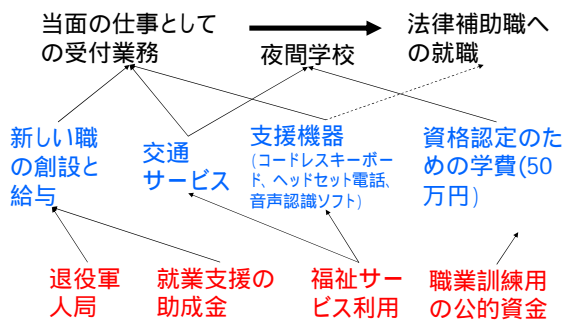 当面の仕事として
の受付業務
夜間学校
法律補助職へ
の就職
新しい職
の創設と
給与
交通
サービス
支援機器
(コードレスキーボー
ド、ヘッドセット電話、
音声認識ソフト)
資格認定のた
めの学費(50
万円)
退役軍
人局
就業支援の
助成金
福祉サー
ビス利用
職業訓練用
の公的資金